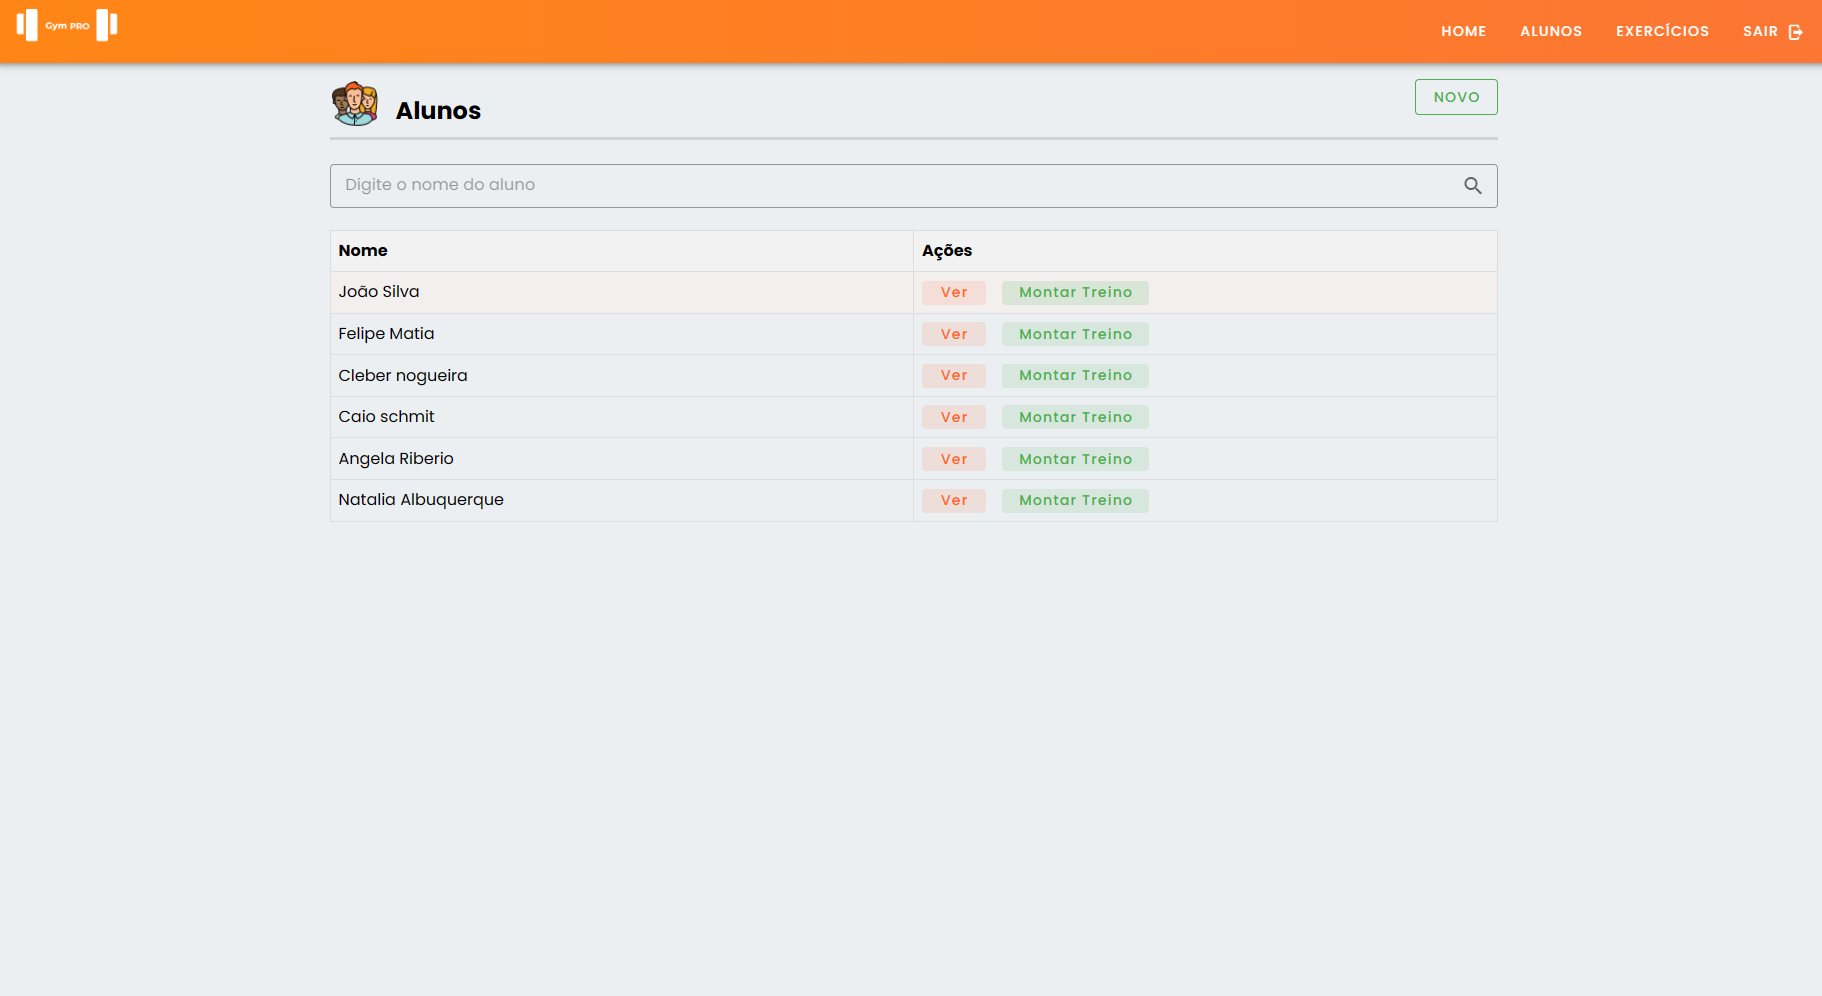 Gym PRO
HOME ALUNOS EXERCÍCIOS SAIR
Alunos
NOVO
Digite o nome do aluno
Nome Ações
João Silva Ver Montar Treino
Felipe Matia Ver Montar Treino
Cleber nogueira Ver Montar Treino
Caio schmit Ver Montar Treino
Angela Riberio Ver Montar Treino
Natalia Albuquerque Ver Montar Treino